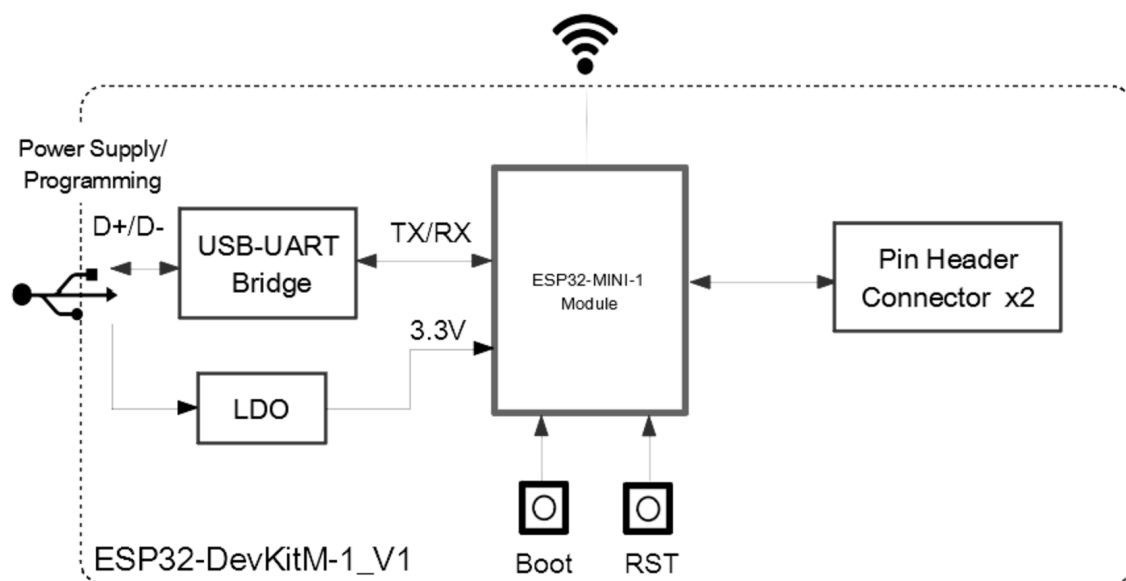 Power Supply/
Programming
D+/D-
USB-UART
Bridge
TX/RX
ESP32-MINI-1
Module
Pin Header
Connector x2
3.3V
LDO
Boot
RST
ESP32-DevKitM-1_V1